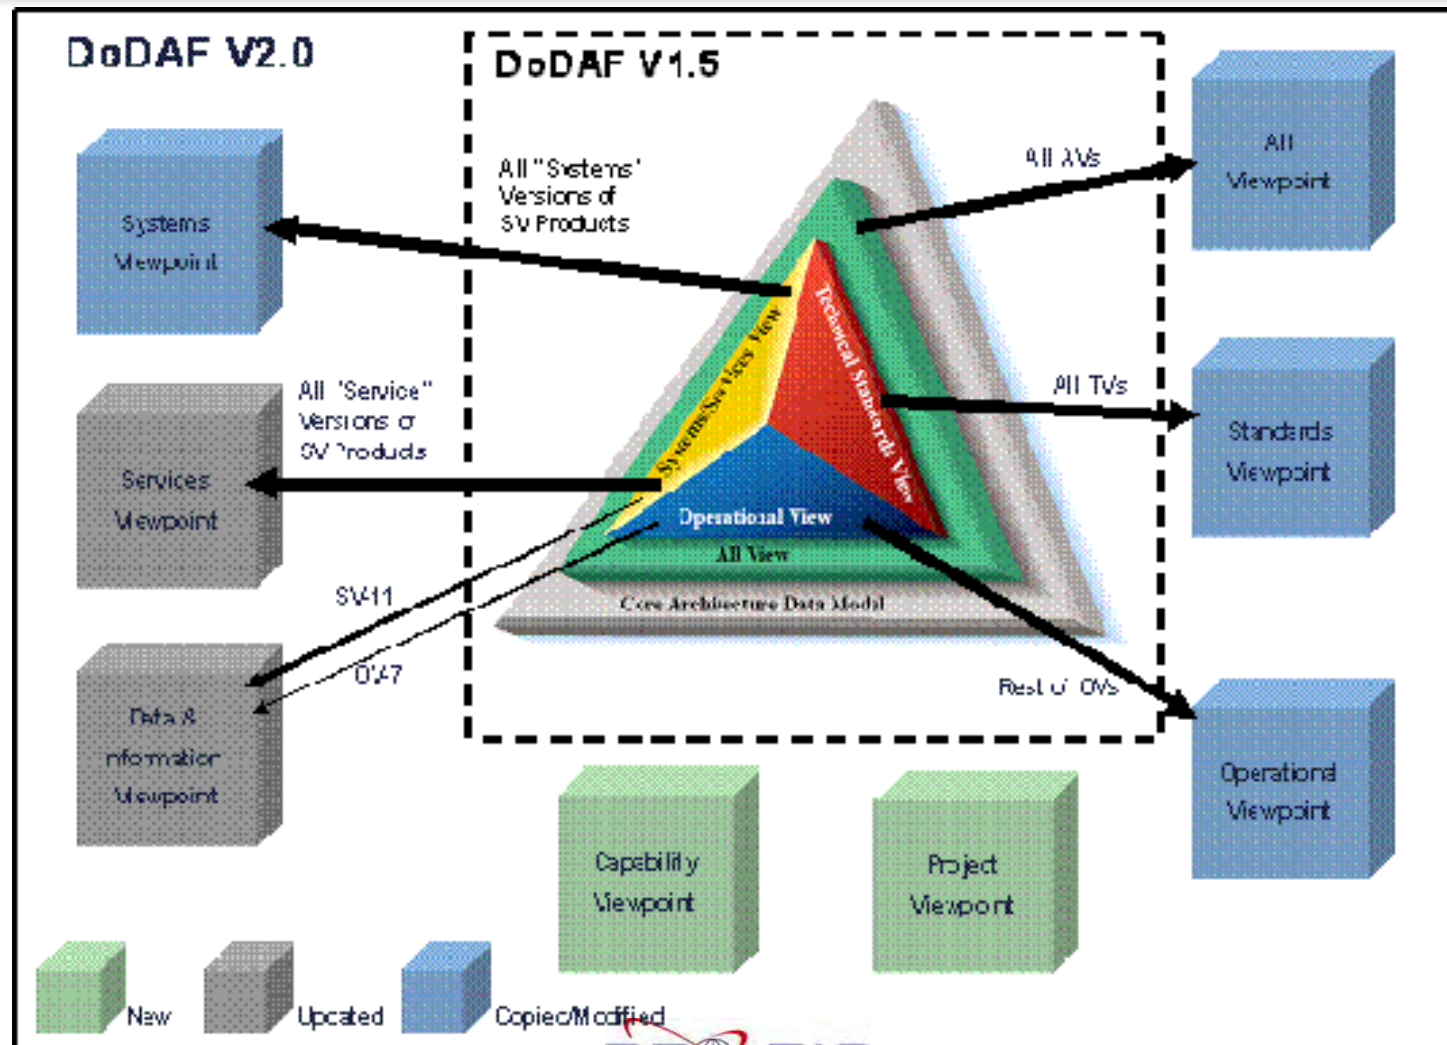 DoDAF V2.0
DoDAF V1.5
All "Systems"
Versions of
SV Products
All AVs
All
Viewpoint
Systems
Viewpoint
All "Service"
Versions of
SV Products
All TVs
Standards
Viewpoint
Services
Viewpoint
Systems/Services View
Technical Standards View
Operational View
All View
Core Architecture Data Model
SV-11
OV-7
Rest of OVs
Data &
Information
Viewpoint
Operational
Viewpoint
Capability
Viewpoint
Project
Viewpoint
New
Updated
Copied/Modified